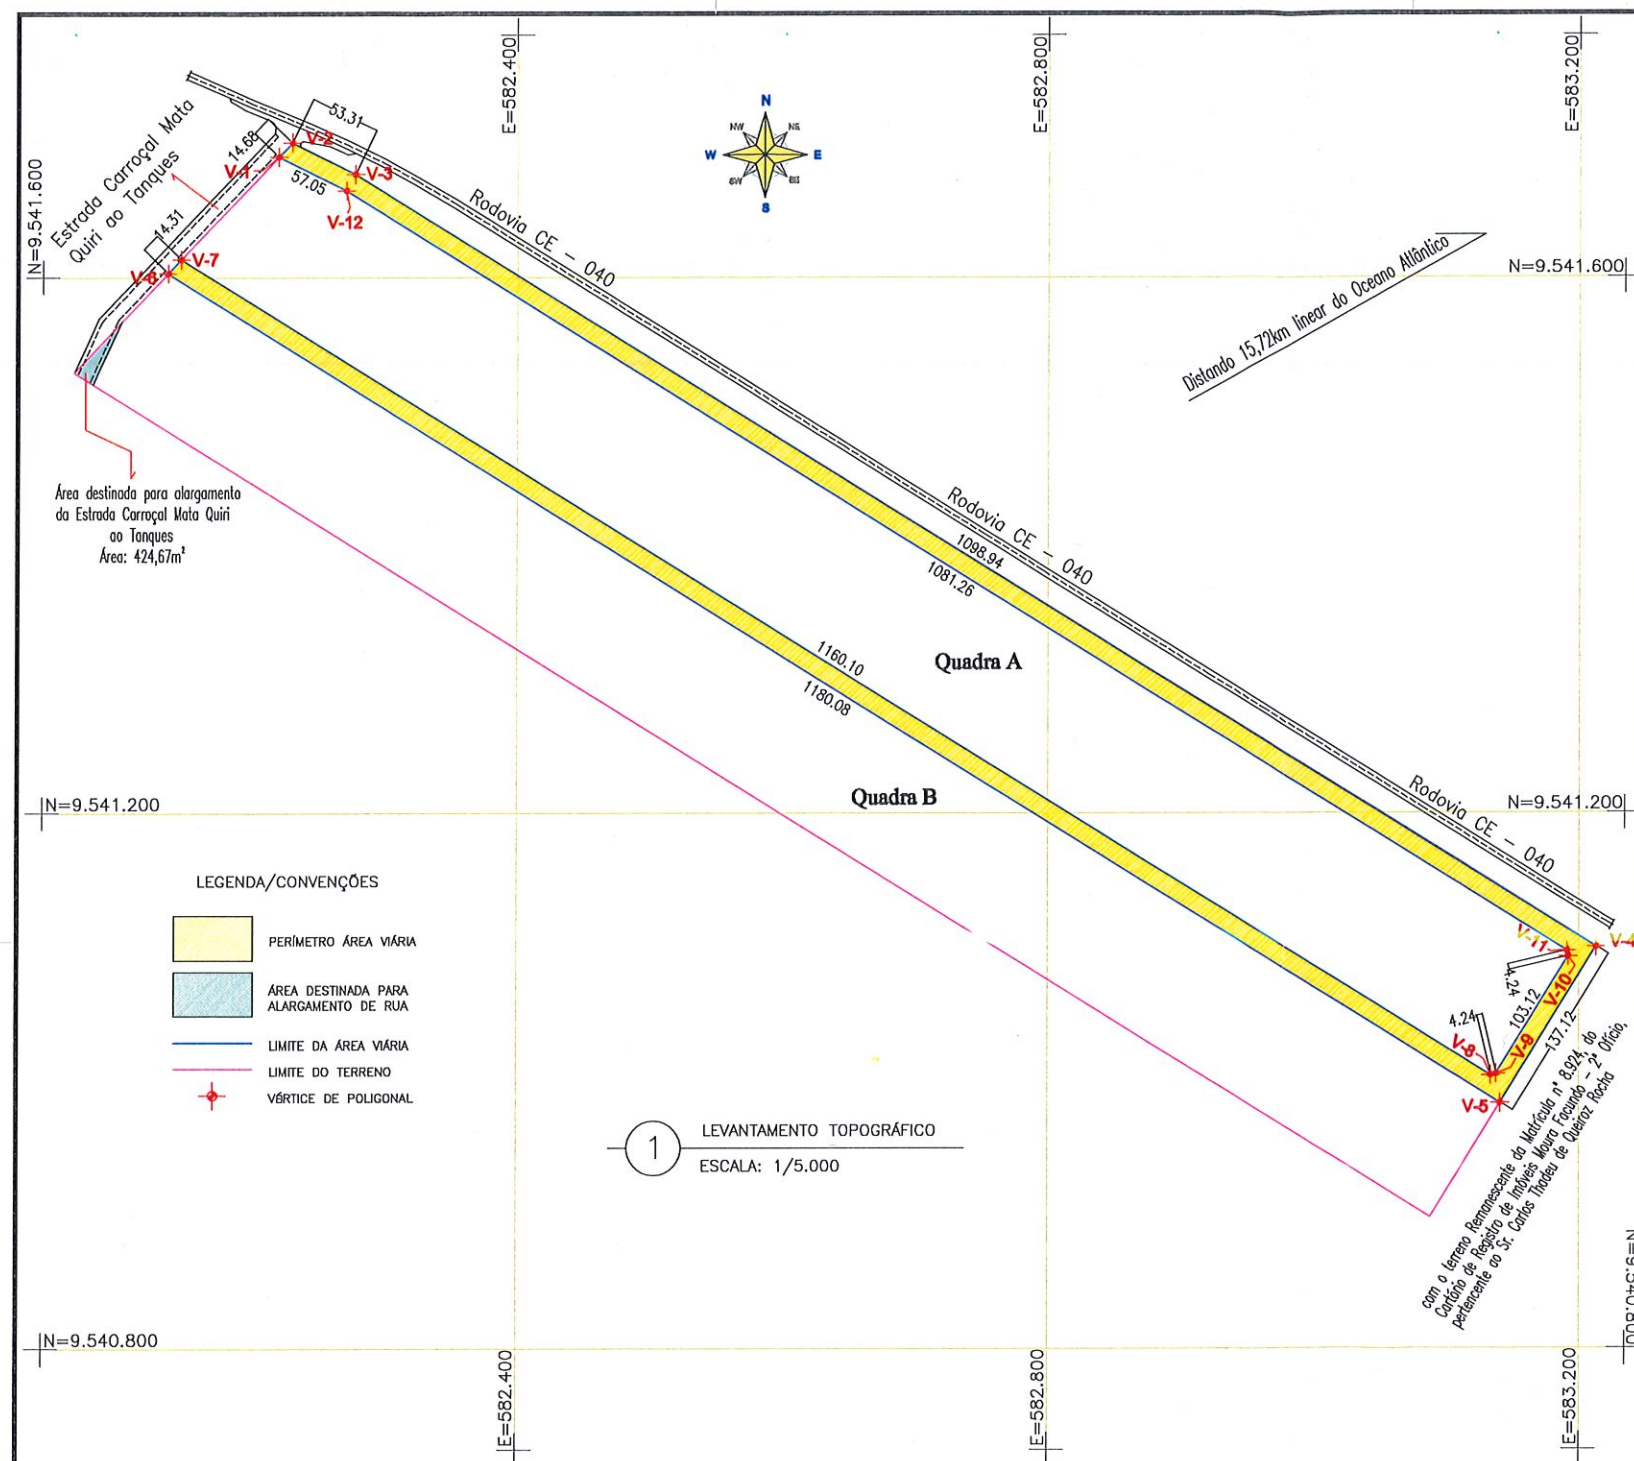 E=582.400
E=582.800
E=583.200
N=9.541.600
Estrada Carroçal Mata
Quiri ao Tanques
14.68
53.31
V-2
V-1
V-3
57.05
V-12
14.31
V-7
V-6
N
NE
E
S
W
NW
Rodovia CE - 040
Distando 15,72km linear do Oceano Atlântico
N=9.541.600
Área destinada para alargamento
da Estrada Carroçal Mata Quiri
ao Tanques
Área: 424,67m²
Rodovia CE - 040
1098.94
1081.26
1160.10
1180.08
Quadra A
Quadra B
N=9.541.200
N=9.541.200
Rodovia CE - 040
LEGENDA/CONVENÇÕES
PERÍMETRO ÁREA VIÁRIA
ÁREA DESTINADA PARA
ALARGAMENTO DE RUA
LIMITE DA ÁREA VIÁRIA
LIMITE DO TERRENO
VÉRTICE DE POLIGONAL
V-11
V-4
4.24
V-10
103.12
137.12
4.24
V-8
V-9
V-5
1
LEVANTAMENTO TOPOGRÁFICO
ESCALA: 1/5.000
com o terreno Remanescente da Matrícula n° 8.924, do
Cartório de Registro de Imóveis Moura Facundo - 2° Ofício,
pertencente ao Sr. Carlos Thadeu de Queiroz Rocha
N=9.540.800
N=9.540.800
E=582.400
E=582.800
E=583.200